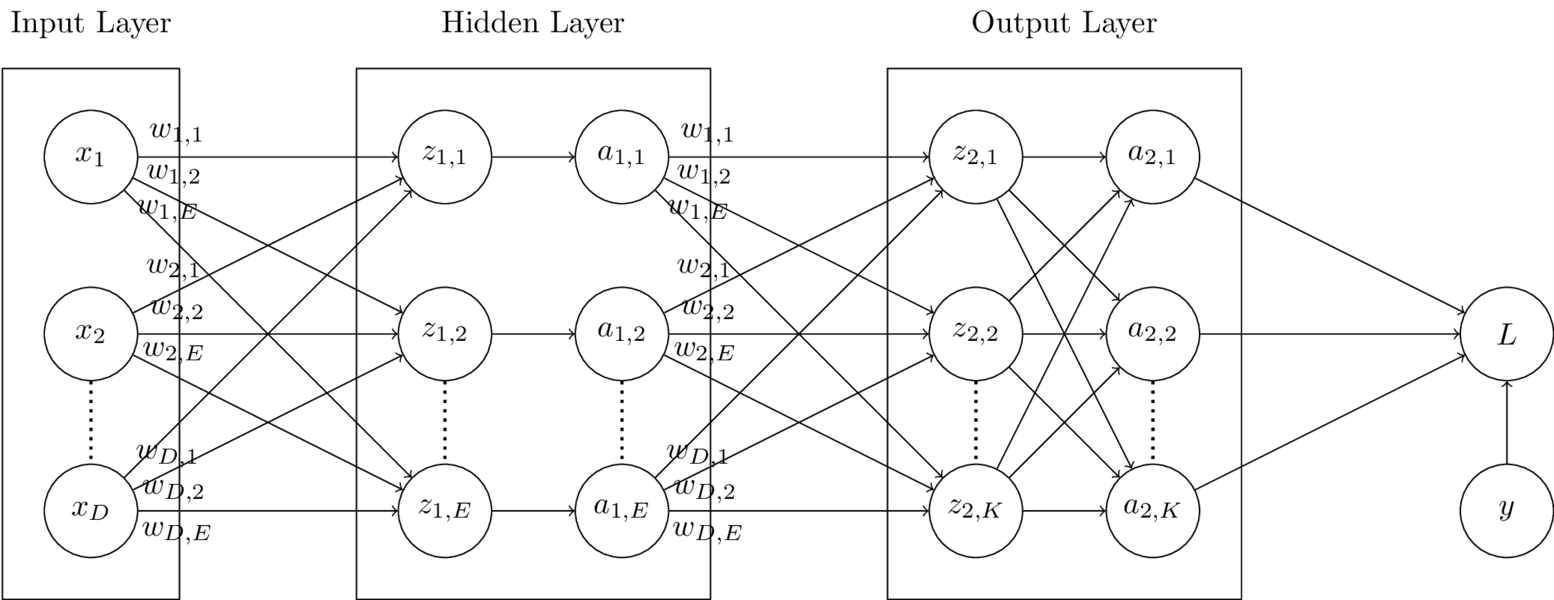 Input Layer Hidden Layer Output Layer
w_{1,1} w_{1,1}
x_1 z_{1,1} a_{1,1} z_{2,1} a_{2,1}
w_{1,2} w_{1,2}
w_{1,E} w_{1,E}
w_{2,1} w_{2,1}
w_{2,2} w_{2,2}
x_2 z_{1,2} a_{1,2} z_{2,2} a_{2,2} L
w_{2,E} w_{2,E}
w_{D,1} w_{D,1}
w_{D,2} w_{D,2}
x_D z_{1,E} a_{1,E} z_{2,K} a_{2,K} y
w_{D,E} w_{D,E}